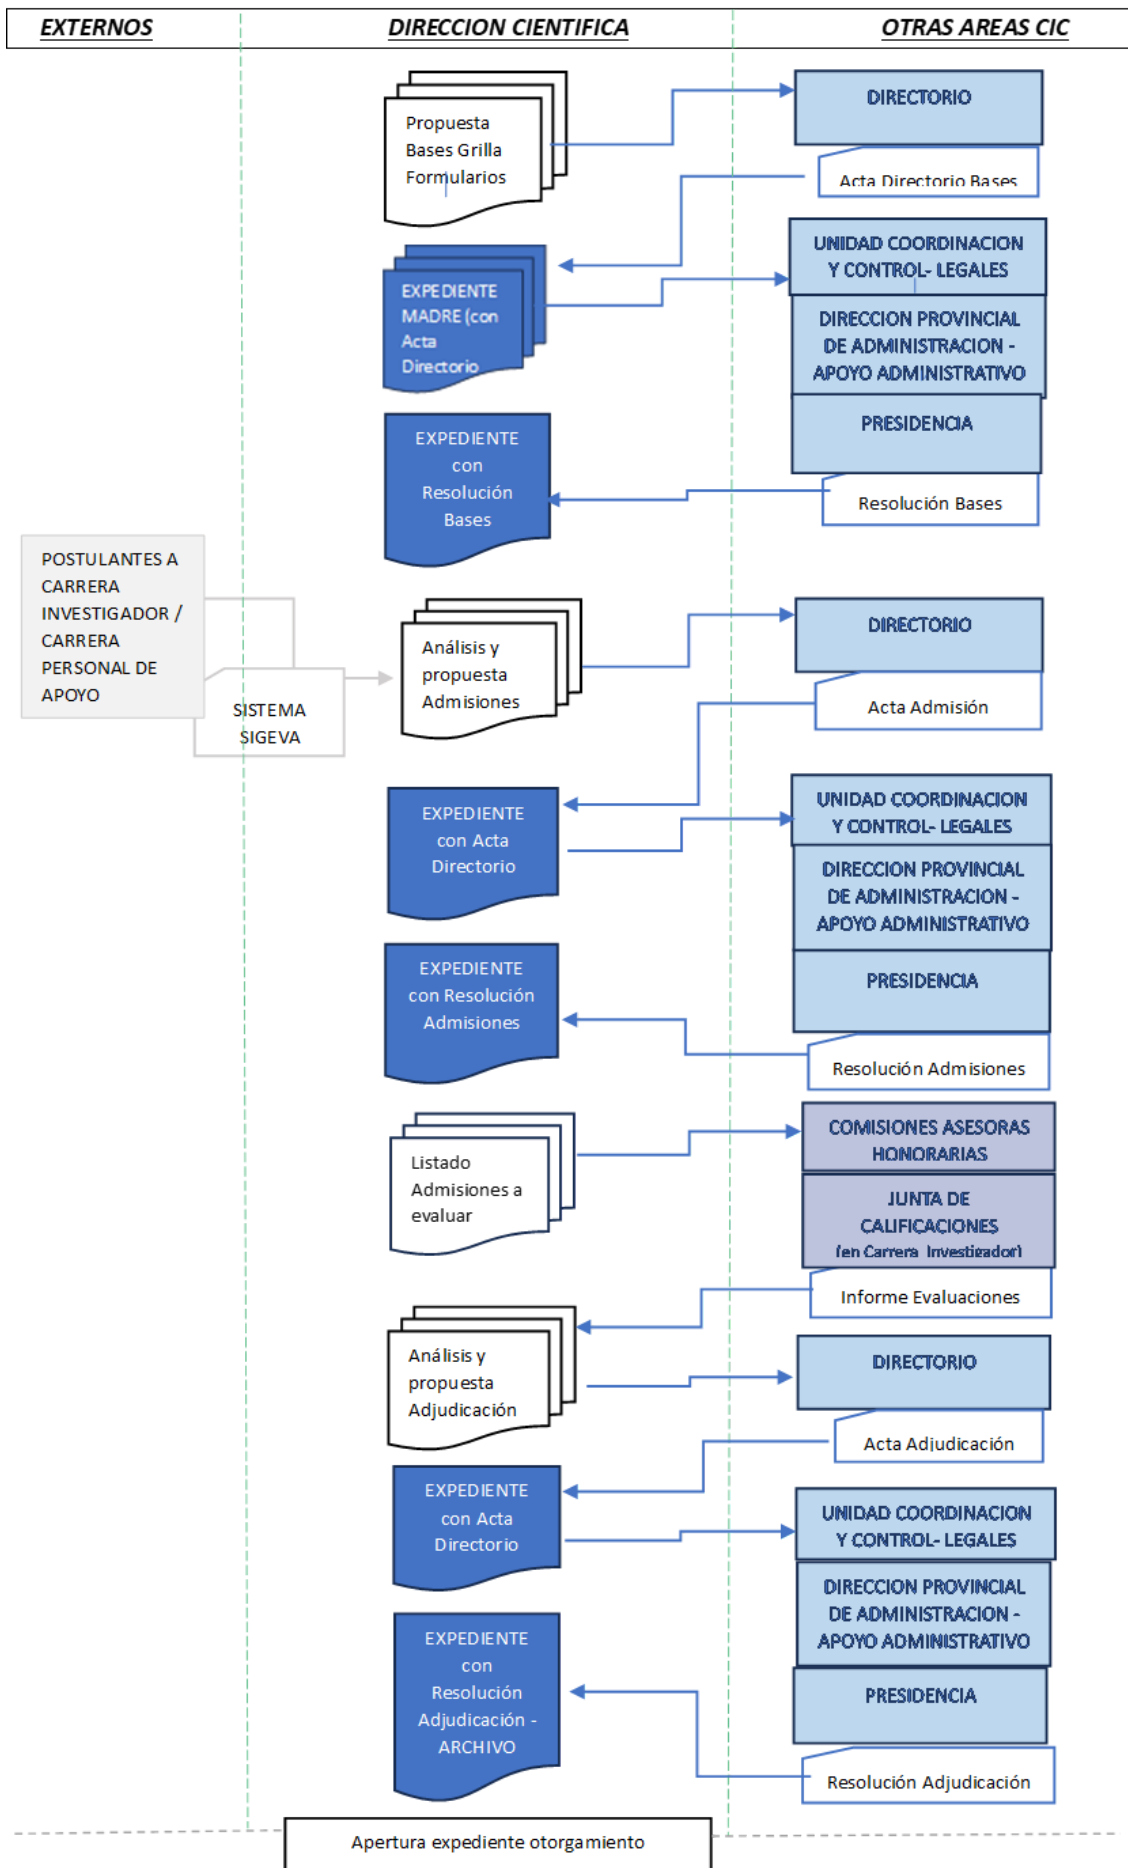 EXTERNOS
DIRECCION CIENTIFICA
OTRAS AREAS CIC
Propuesta
Bases Grilla
Formularios
DIRECTORIO
Acta Directorio Bases
EXPEDIENTE
MADRE (con
Acta
Directorio
UNIDAD COORDINACION
Y CONTROL- LEGALES
DIRECCION PROVINCIAL
DE ADMINISTRACION -
APOYO ADMINISTRATIVO
PRESIDENCIA
Resolución Bases
EXPEDIENTE
con
Resolución
Bases
POSTULANTES A
CARRERA
INVESTIGADOR /
CARRERA
PERSONAL DE
APOYO
SISTEMA
SIGEVA
Análisis y
propuesta
Admisiones
DIRECTORIO
Acta Admisión
EXPEDIENTE
con Acta
Directorio
UNIDAD COORDINACION
Y CONTROL- LEGALES
DIRECCION PROVINCIAL
DE ADMINISTRACION -
APOYO ADMINISTRATIVO
PRESIDENCIA
Resolución Admisiones
EXPEDIENTE
con Resolución
Admisiones
Listado
Admisiones a
evaluar
COMISIONES ASESORAS
HONORARIAS
JUNTA DE
CALIFICACIONES
(en Carrera Investigador)
Informe Evaluaciones
Análisis y
propuesta
Adjudicación
DIRECTORIO
Acta Adjudicación
EXPEDIENTE
con Acta
Directorio
UNIDAD COORDINACION
Y CONTROL- LEGALES
DIRECCION PROVINCIAL
DE ADMINISTRACION -
APOYO ADMINISTRATIVO
PRESIDENCIA
Resolución Adjudicación
EXPEDIENTE
con
Resolución
Adjudicación -
ARCHIVO
Apertura expediente otorgamiento